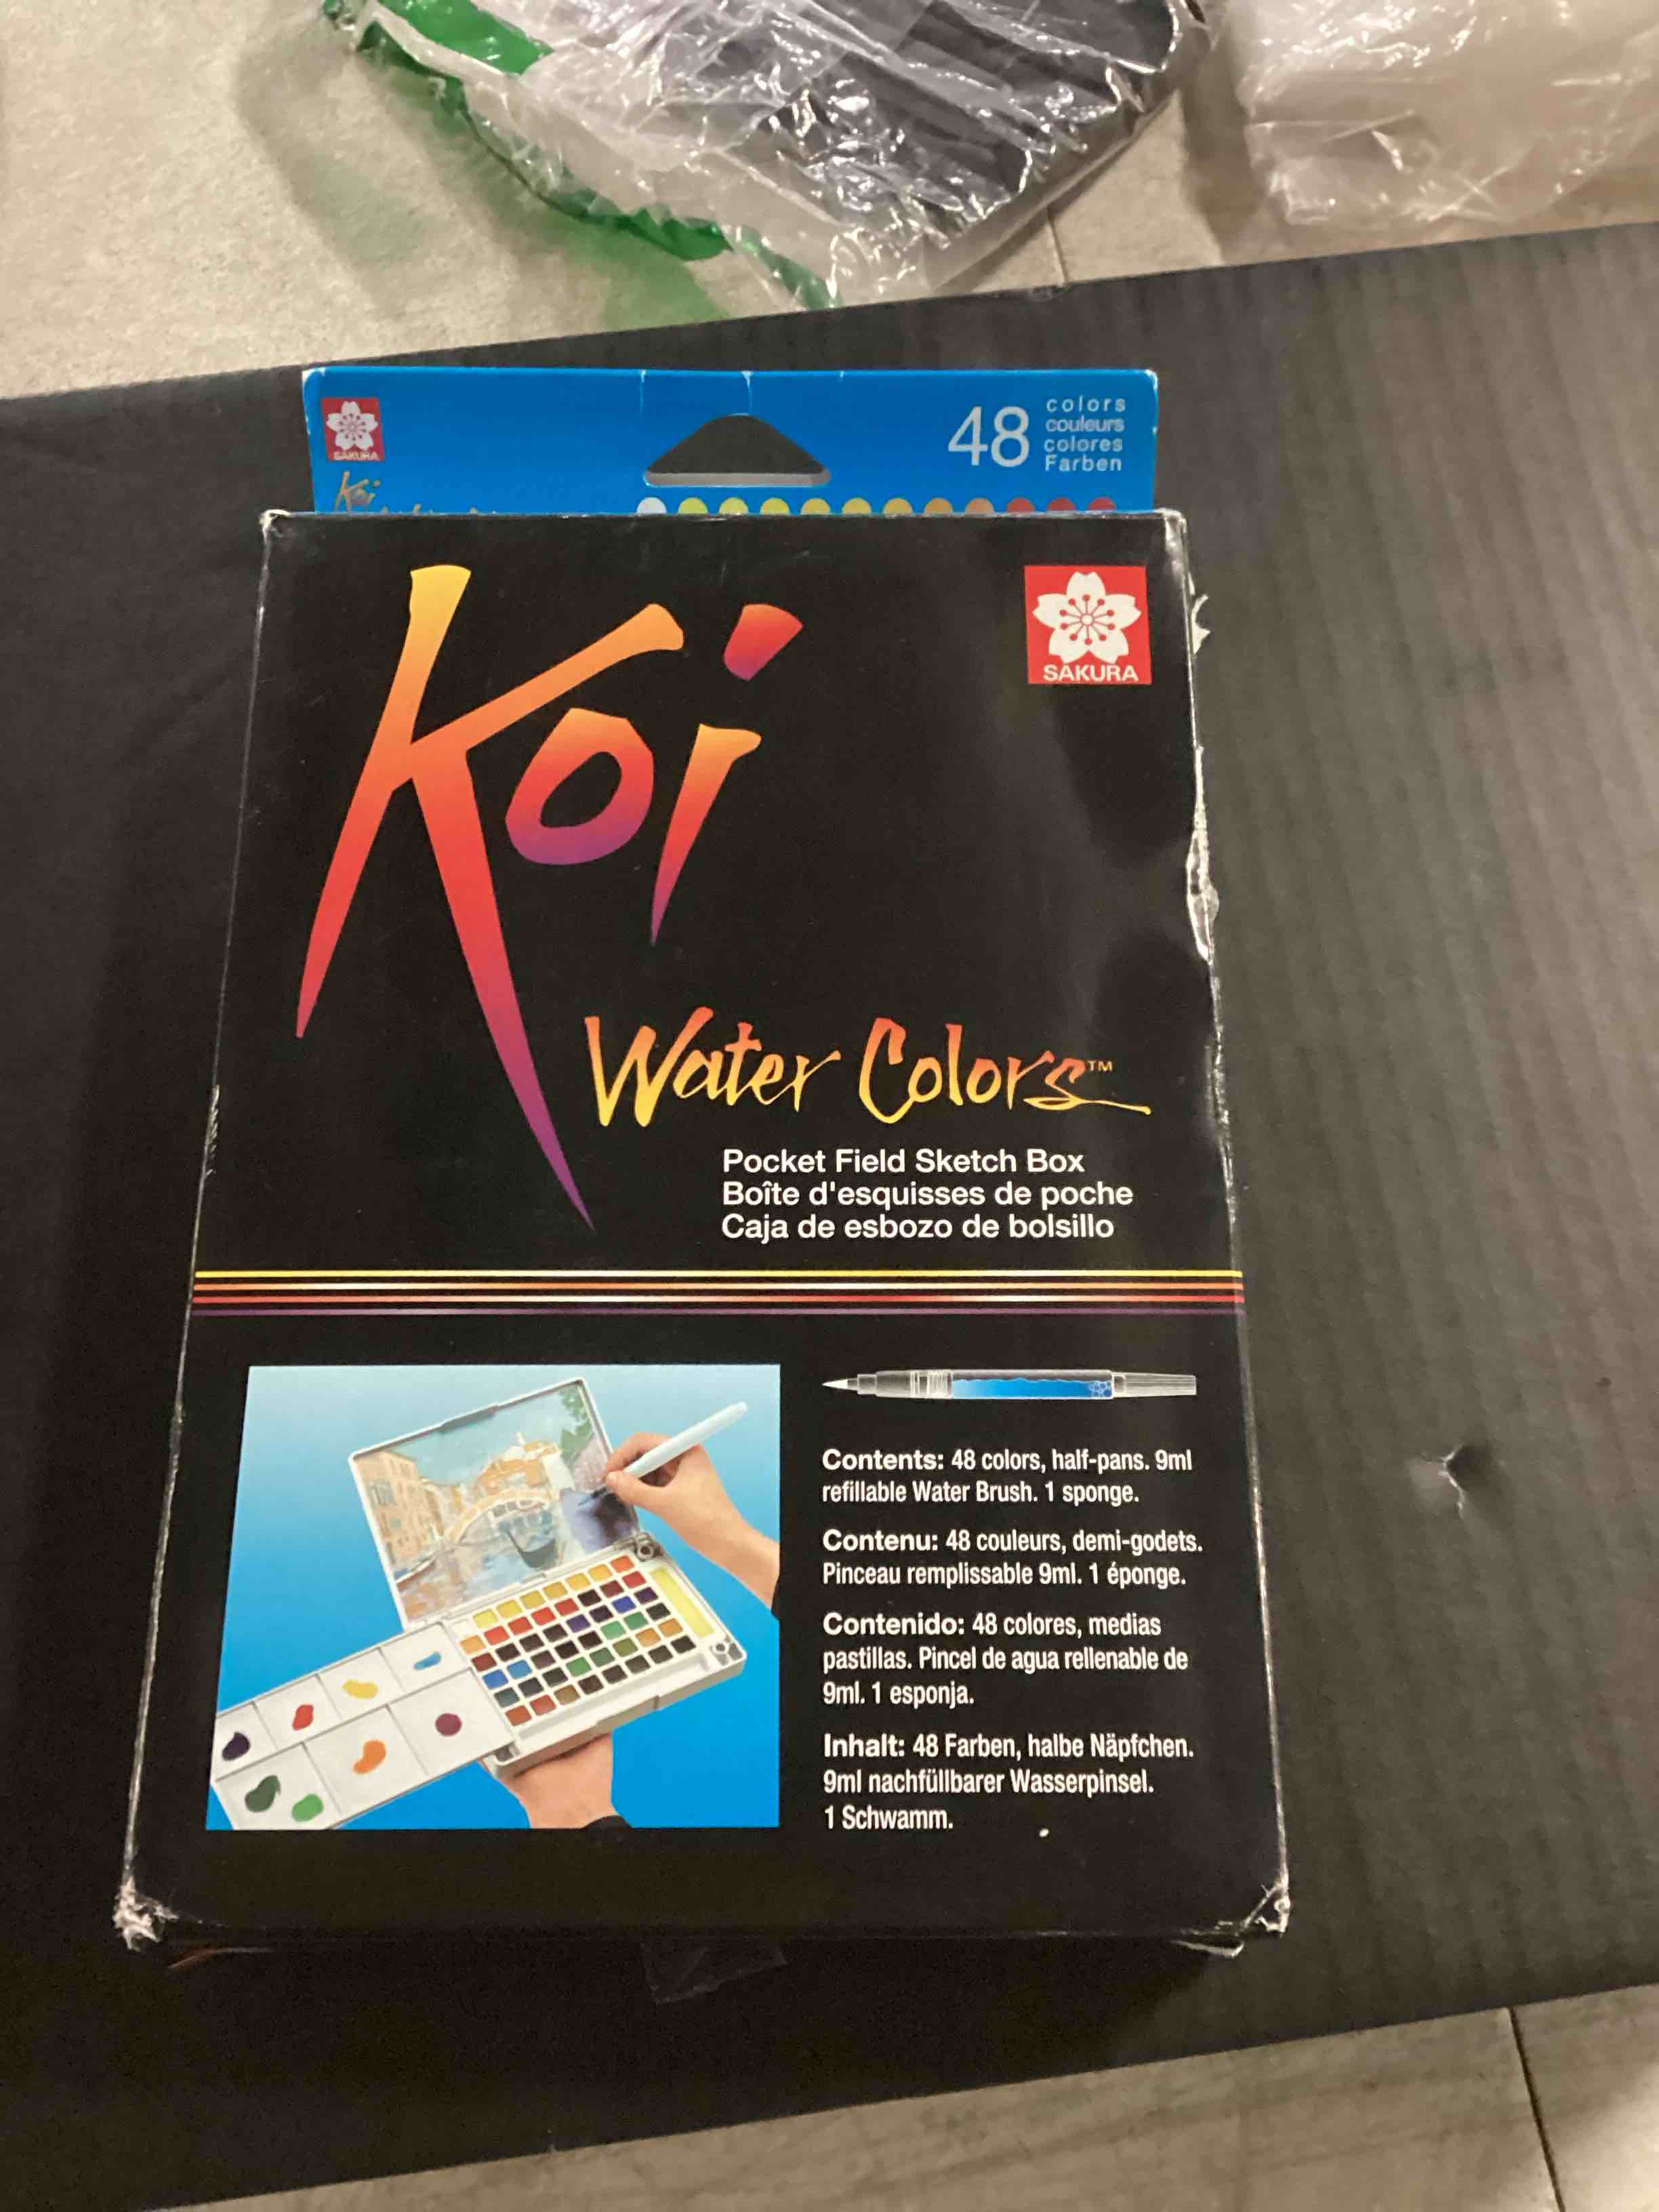 SAKURA
48
colors
couleurs
colores
Farben
Koi
Koi
SAKURA
Water Colors™
Pocket Field Sketch Box
Boîte d'esquisses de poche
Caja de esbozo de bolsillo
Contents: 48 colors, half-pans. 9ml
refillable Water Brush. 1 sponge.
Contenu: 48 couleurs, demi-godets.
Pinceau remplissable 9ml. 1 éponge.
Contenido: 48 colores, medias
pastillas. Pincel de agua rellenable de
9ml. 1 esponja.
Inhalt: 48 Farben, halbe Näpfchen.
9ml nachfüllbarer Wasserpinsel.
1 Schwamm.